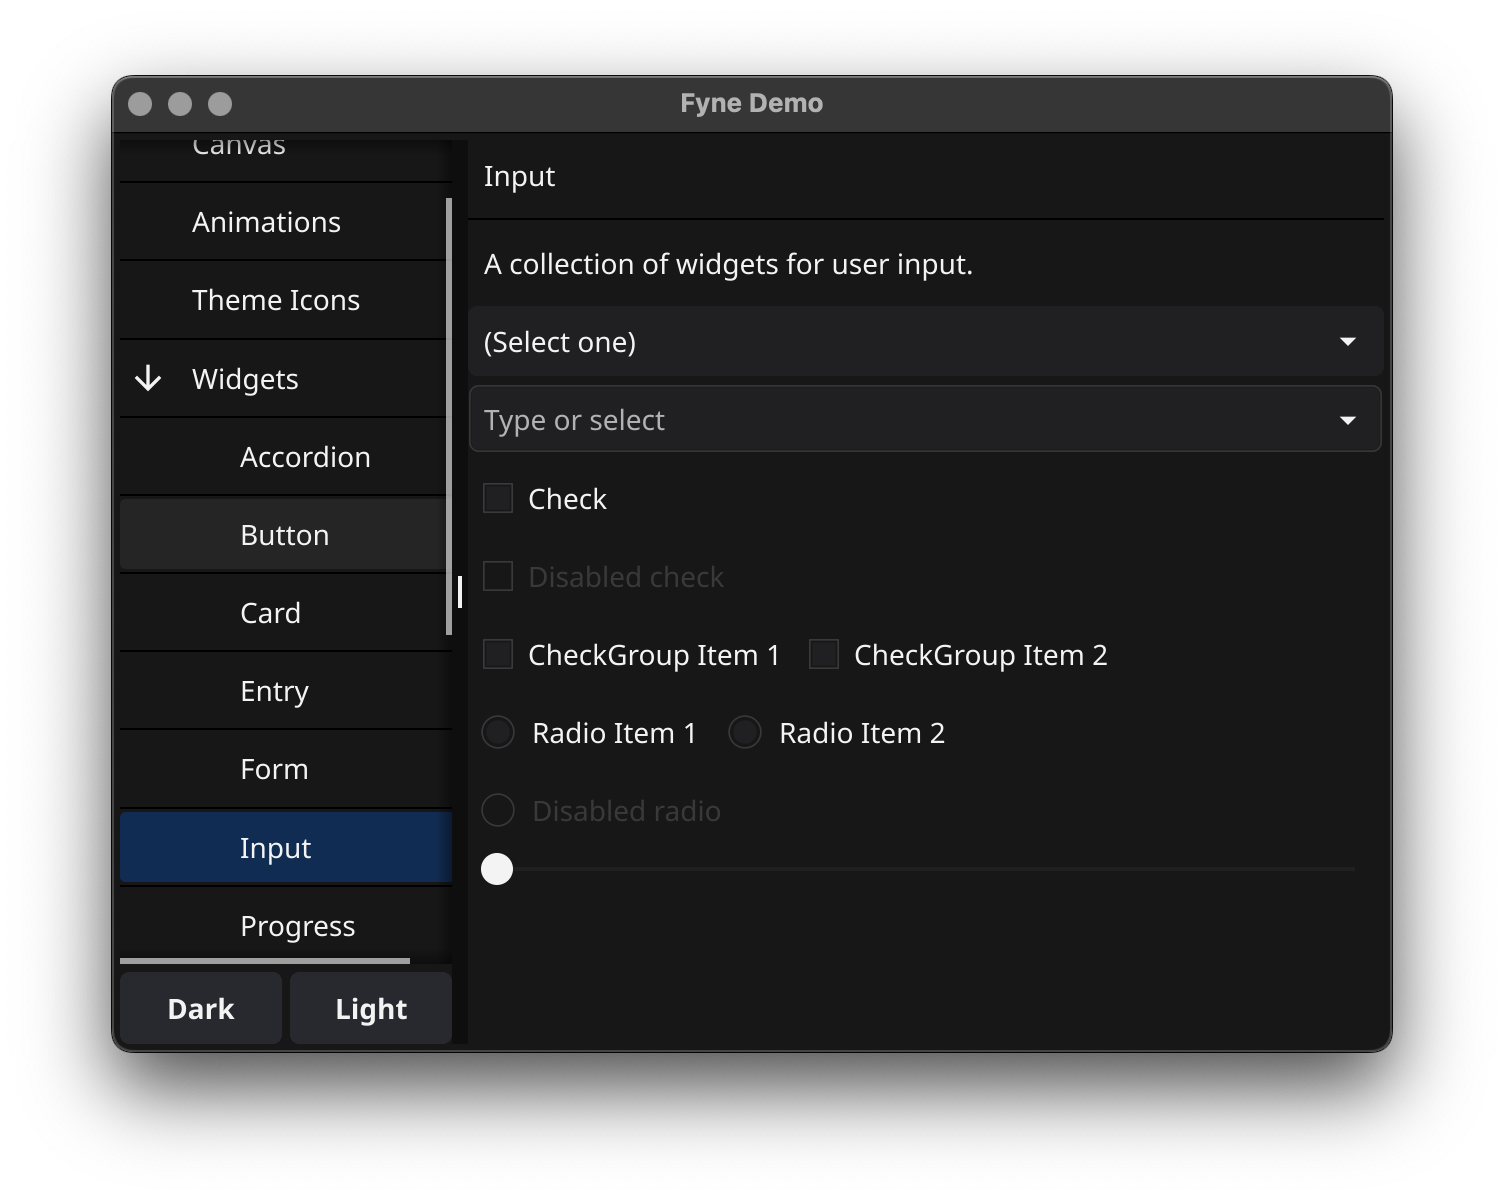 Fyne Demo
Canvas
Animations
Theme Icons
Widgets
Accordion
Button
Card
Entry
Form
Input
Progress
Dark Light
Input
A collection of widgets for user input.
(Select one)
Type or select
Check
Disabled check
CheckGroup Item 1 CheckGroup Item 2
Radio Item 1 Radio Item 2
Disabled radio